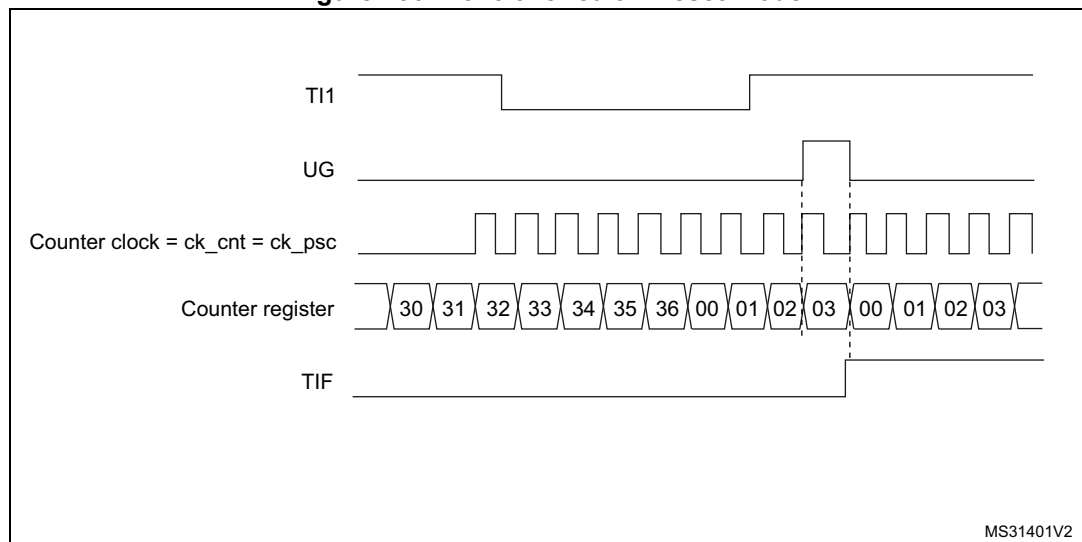 TI1
UG
Counter clock = ck_cnt = ck_psc
Counter register 30 31 32 33 34 35 36 00 01 02 03 00 01 02 03
TIF
MS31401V2